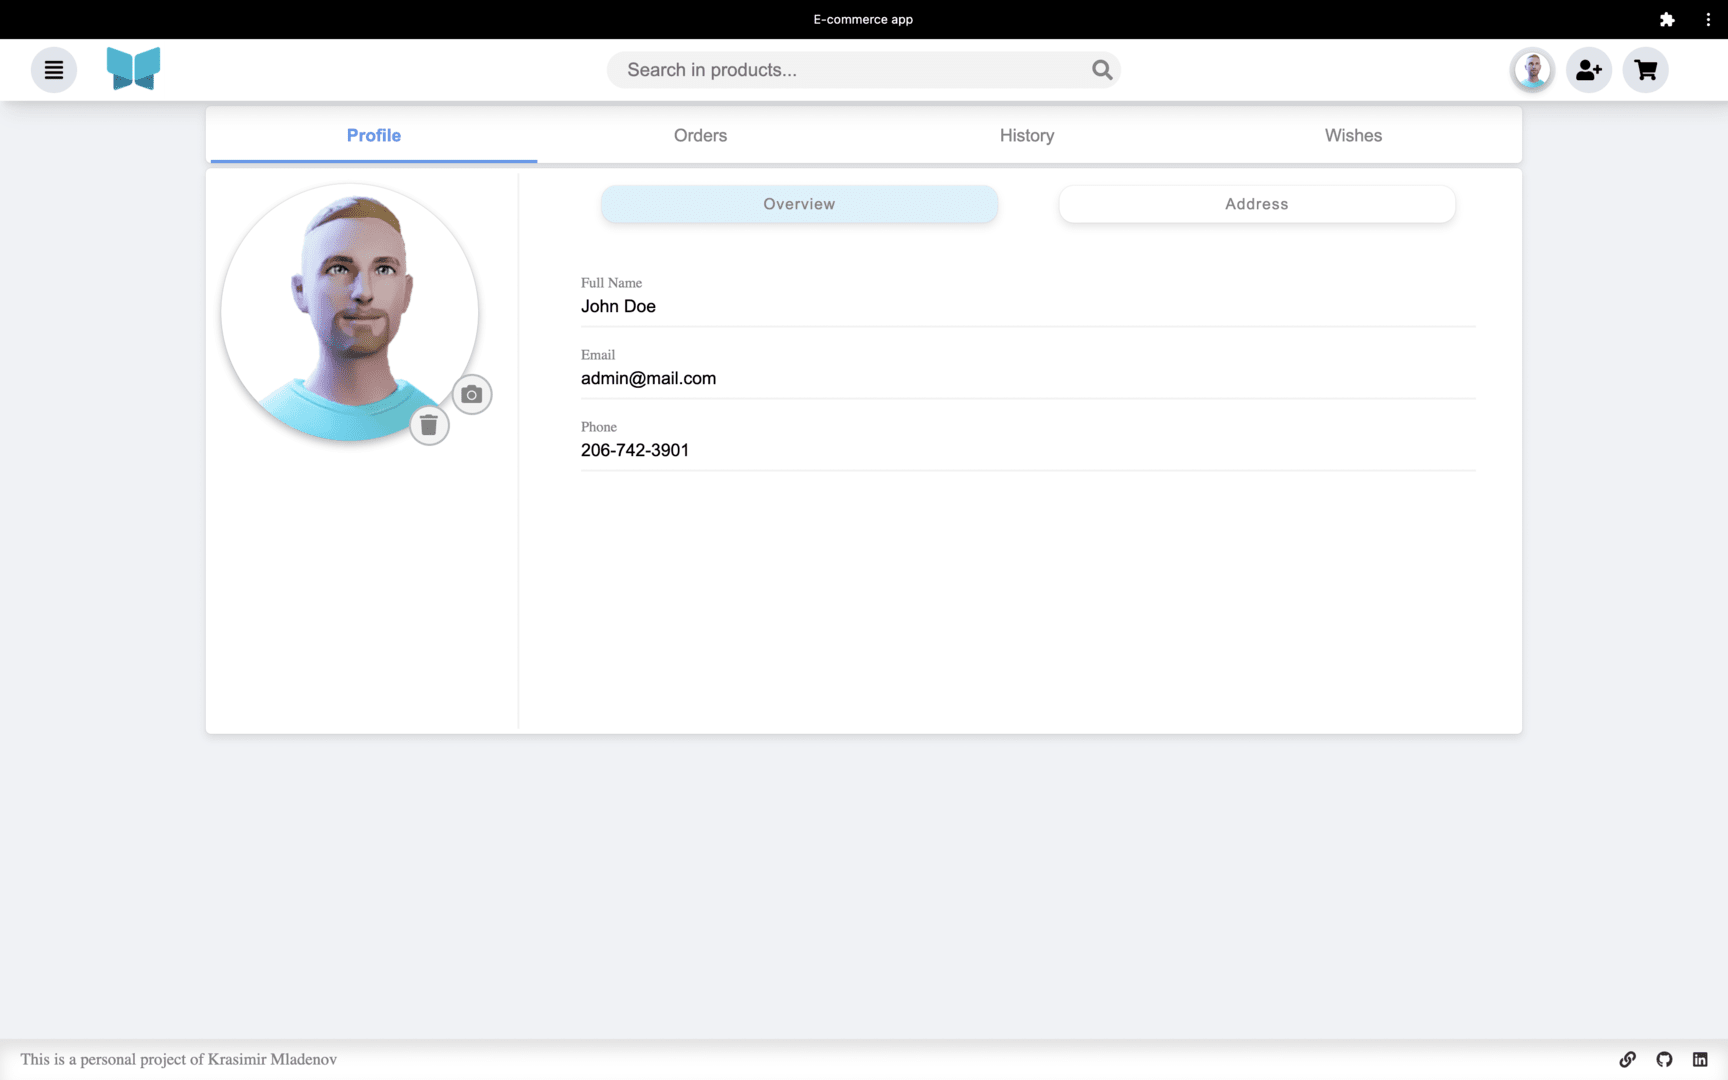 E-commerce app
Search in products...
Profile Orders History Wishes
Overview Address
Full Name
John Doe
Email
admin@mail.com
Phone
206-742-3901
This is a personal project of Krasimir Mladenov